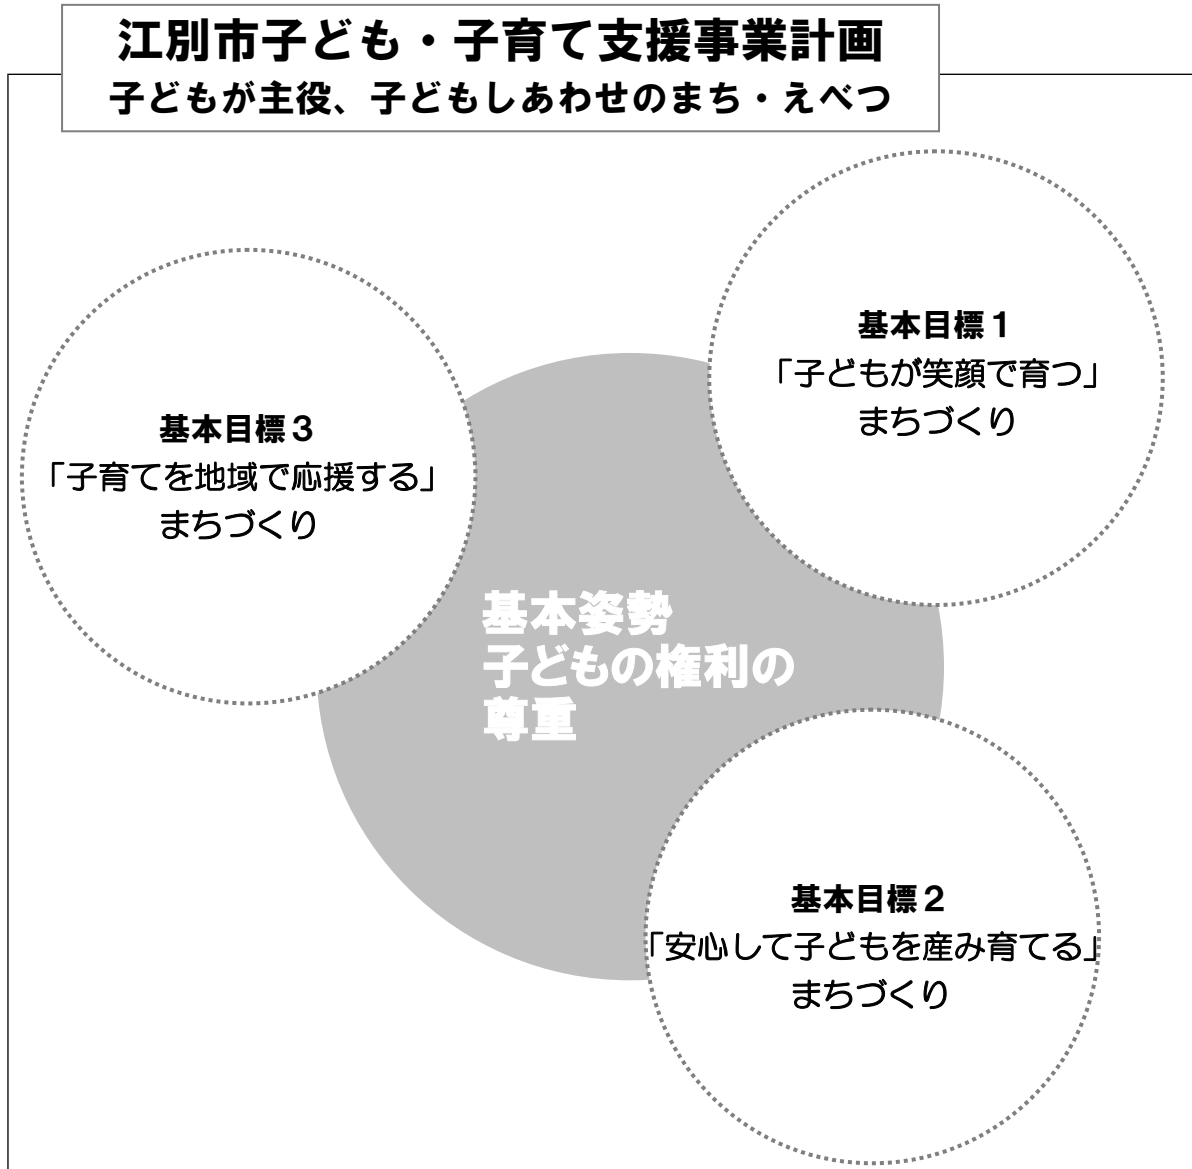 江別市子ども・子育て支援事業計画
子どもが主役、子どもしあわせのまち・えべつ
基本目標１
「子どもが笑顔で育つ」
まちづくり
基本目標３
「子育てを地域で応援する」
まちづくり
基本姿勢
子どもの権利の
尊重
基本目標２
「安心して子どもを産み育てる」
まちづくり